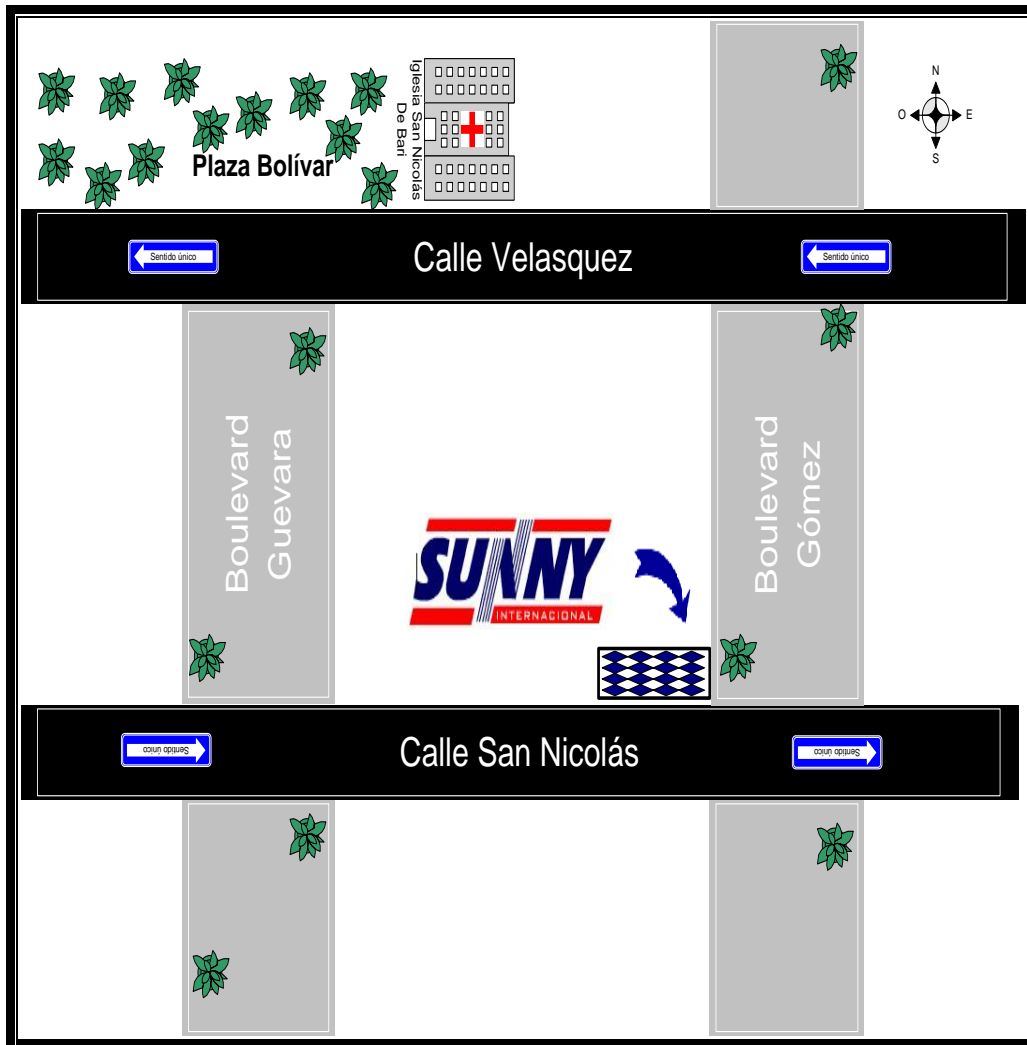 Iglesia San Nicolás
De Bari
N
O
E
S
Plaza Bolívar
Sentido único
Calle Velasquez
Sentido único
Boulevard
Guevara
Boulevard
Gómez
SUNNY
INTERNACIONAL
Sentido único
Calle San Nicolás
Sentido único